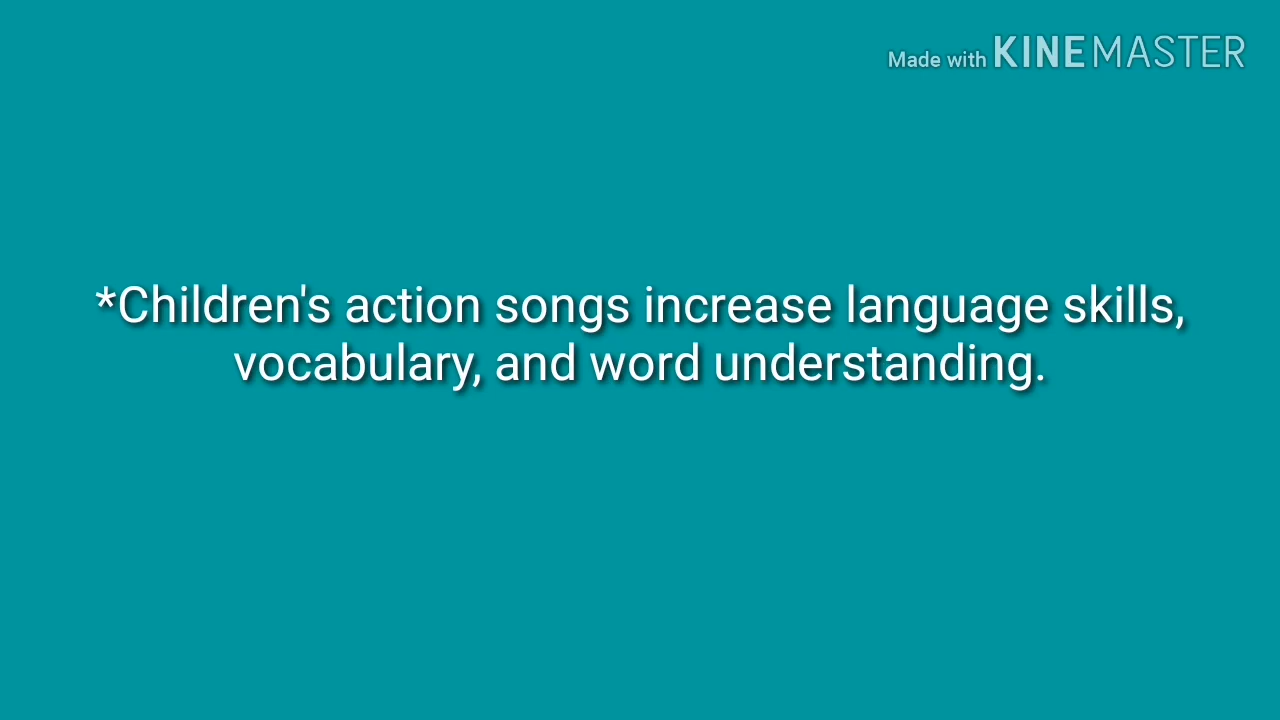 Made with KINEMASTER
*Children's action songs increase language skills,
vocabulary, and word understanding.